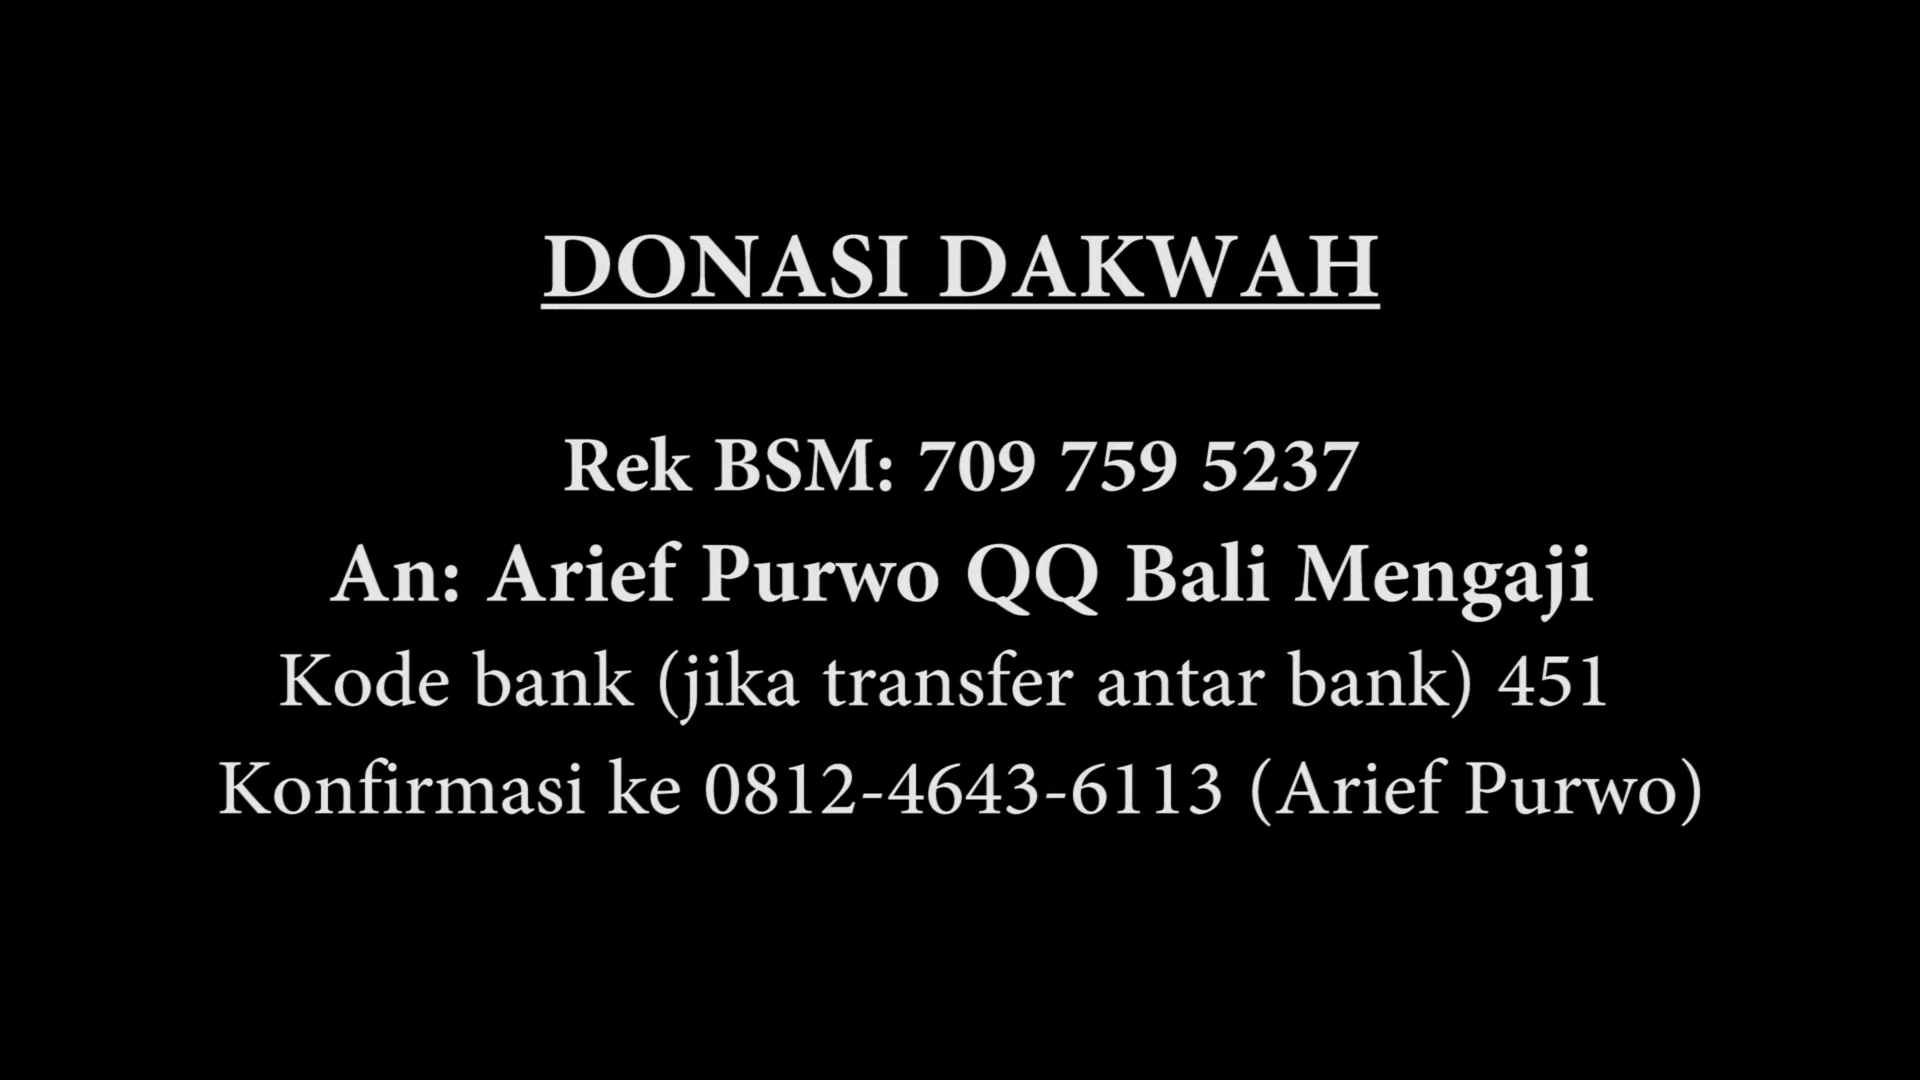 DONASI DAKWAH
Rek BSM: 709 759 5237
An: Arief Purwo QQ Bali Mengaji
Kode bank (jika transfer antar bank) 451
Konfirmasi ke 0812-4643-6113 (Arief Purwo)